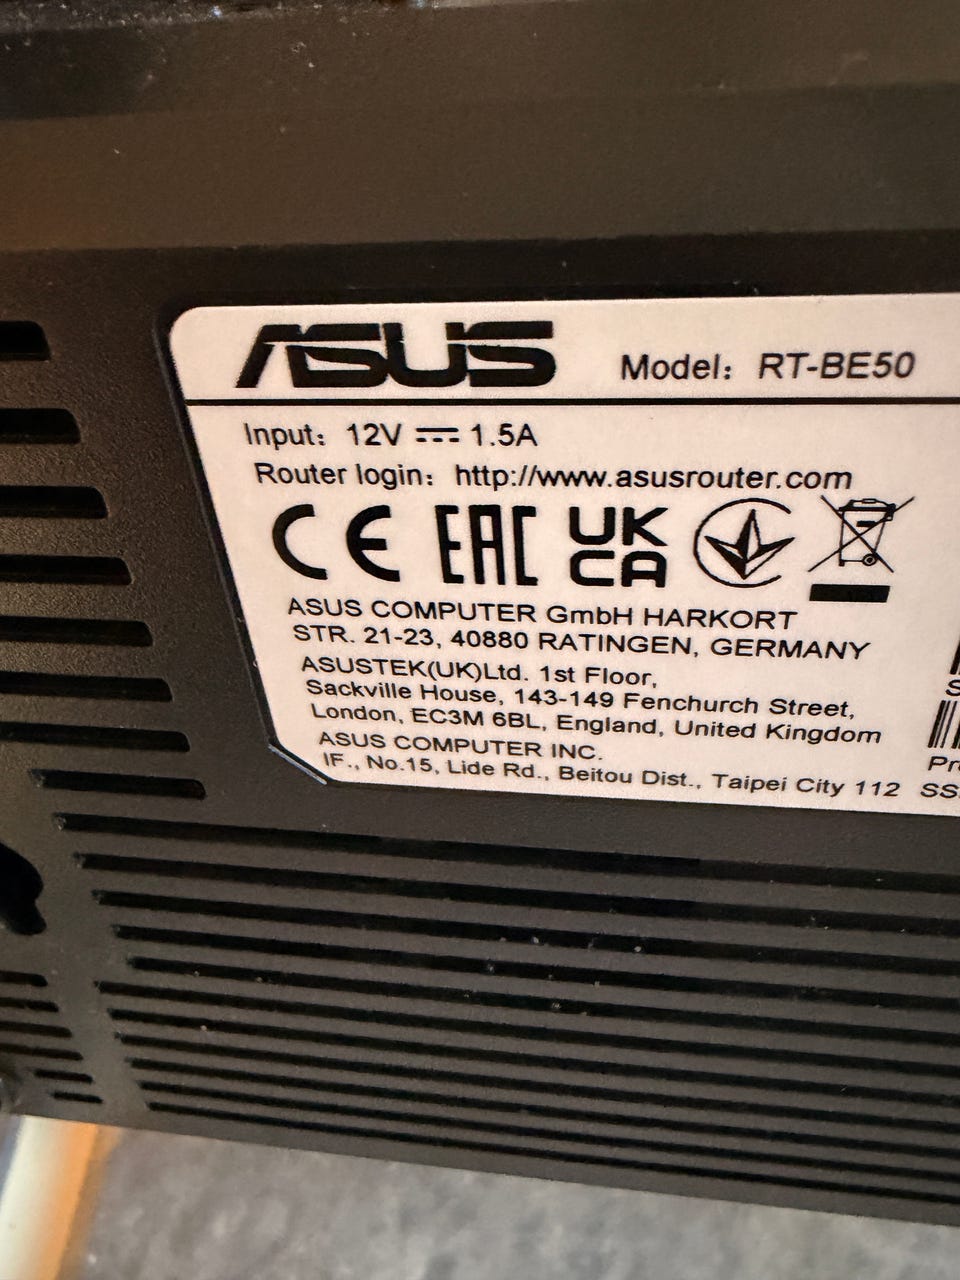 ASUS Model: RT-BE50
Input: 12V ⎓ 1.5A
Router login: http://www.asusrouter.com
CE EAC UK CA
ASUS COMPUTER GmbH HARKORT
STR. 21-23, 40880 RATINGEN, GERMANY
ASUSTEK(UK)Ltd. 1st Floor,
Sackville House, 143-149 Fenchurch Street,
London, EC3M 6BL, England, United Kingdom
ASUS COMPUTER INC.
IF., No.15, Lide Rd., Beitou Dist., Taipei City 112